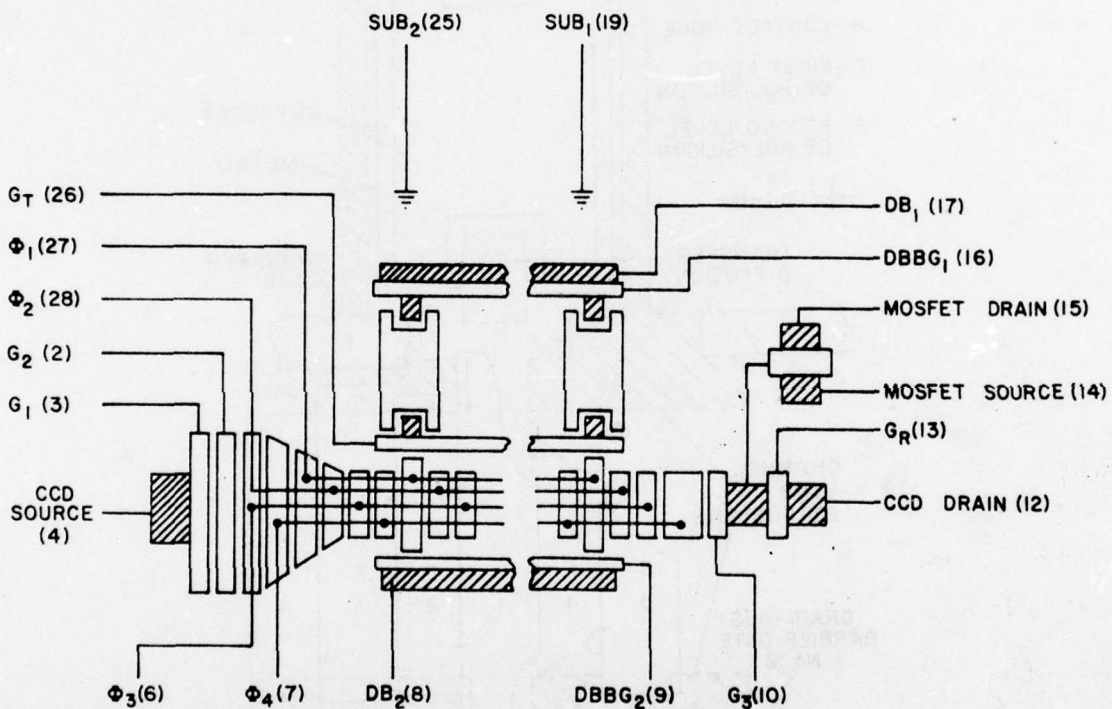 SUB₂(25)
SUB₁(19)
G_T (26)
Φ₁(27)
Φ₂ (28)
G₂ (2)
G₁ (3)
CCD
SOURCE
(4)
DB₁ (17)
DBBG₁ (16)
MOSFET DRAIN (15)
MOSFET SOURCE (14)
G_R (13)
CCD DRAIN (12)
Φ₃(6)
Φ₄(7)
DB₂(8)
DBBG₂(9)
G₃(10)